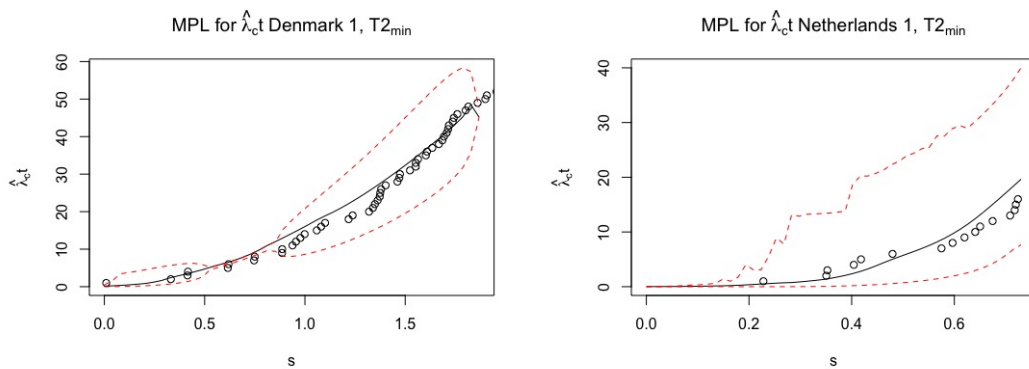 MPL for λ̂ct Denmark 1, T2min
60
50
40
30
20
10
0
λ̂ct
0.0 0.5 1.0 1.5
s
MPL for λ̂ct Netherlands 1, T2min
40
30
20
10
0
λ̂ct
0.0 0.2 0.4 0.6
s